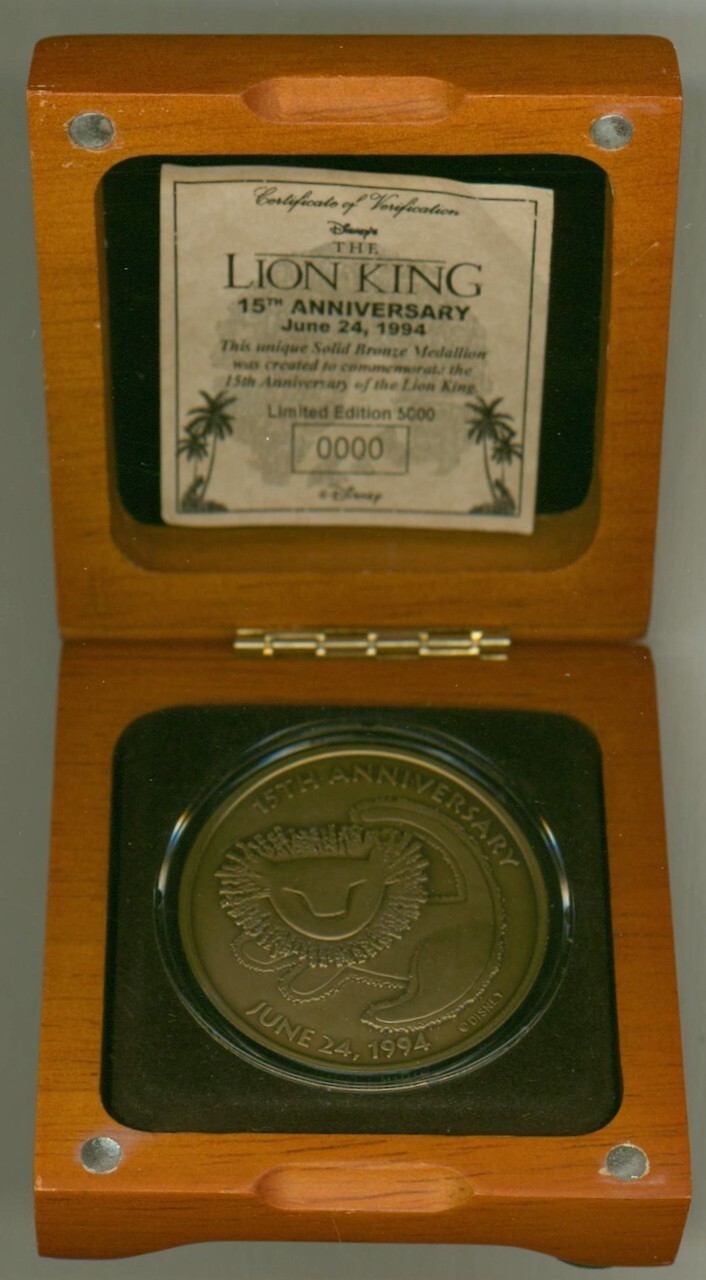 Certificate of Verification
Disney's
THE
LION KING
15TH ANNIVERSARY
June 24, 1994
This unique Solid Bronze Medallion
was created to commemorate the
15th Anniversary of the Lion King
Limited Edition 5000
0000
© Disney
15TH ANNIVERSARY
JUNE 24, 1994
© DISNEY